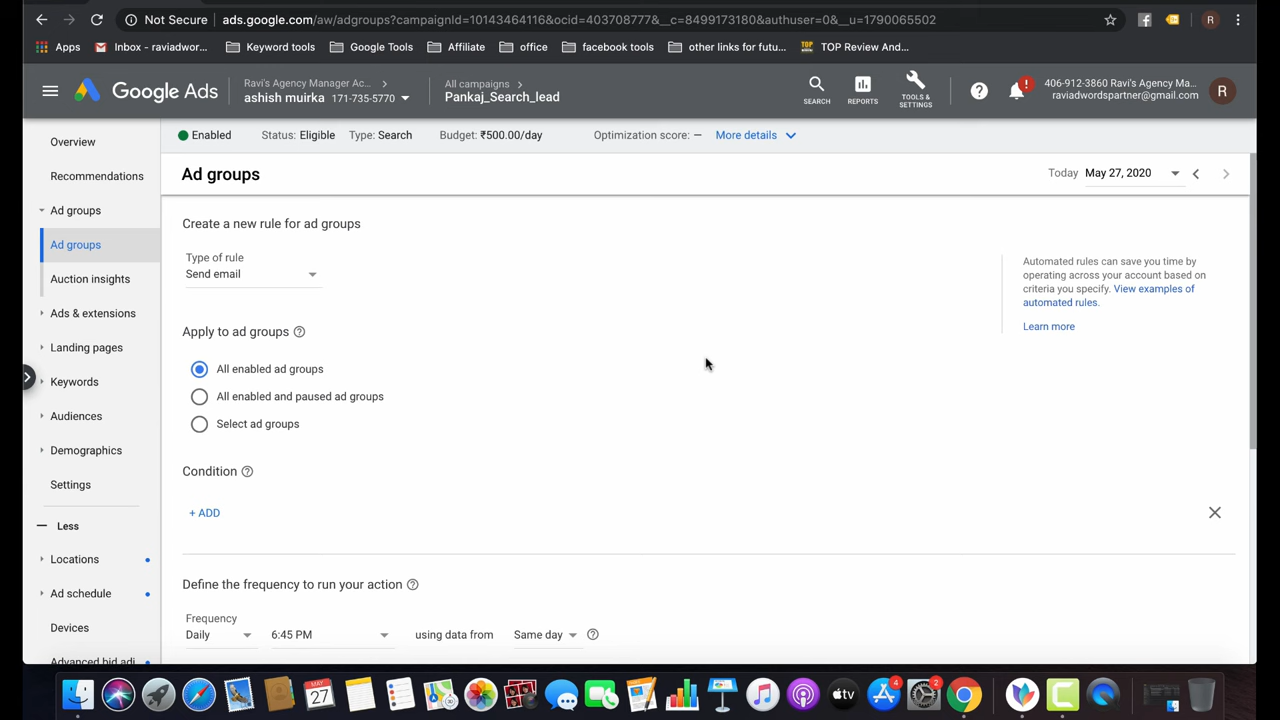 Not Secure ads.google.com/aw/adgroups?campaignId=10143464116&ocid=403708777&__c=8499173180&authuser=0&__u=1790065502
R
Apps Inbox - raviadwor... Keyword tools Google Tools Affiliate office facebook tools other links for futu... TOP Review And...
Google Ads
Ravi's Agency Manager Ac...
ashish muirka 171-735-5770
All campaigns
Pankaj_Search_lead
SEARCH
REPORTS
TOOLS &
SETTINGS
406-912-3860 Ravi's Agency Ma...
raviadwordspartner@gmail.com
R
Enabled Status: Eligible Type: Search Budget: ₹500.00/day Optimization score: — More details
Overview
Recommendations
Ad groups
Ad groups
Auction insights
Ads & extensions
Landing pages
Keywords
Audiences
Demographics
Settings
Less
Locations
Ad schedule
Devices
Advanced bid adj
Ad groups
Today May 27, 2020
Create a new rule for ad groups
Type of rule
Send email
Apply to ad groups
All enabled ad groups
All enabled and paused ad groups
Select ad groups
Condition
+ ADD
Define the frequency to run your action
Frequency
Daily 6:45 PM using data from Same day
Automated rules can save you time by
operating across your account based on
criteria you specify. View examples of
automated rules.
Learn more
MAY
27
4
2